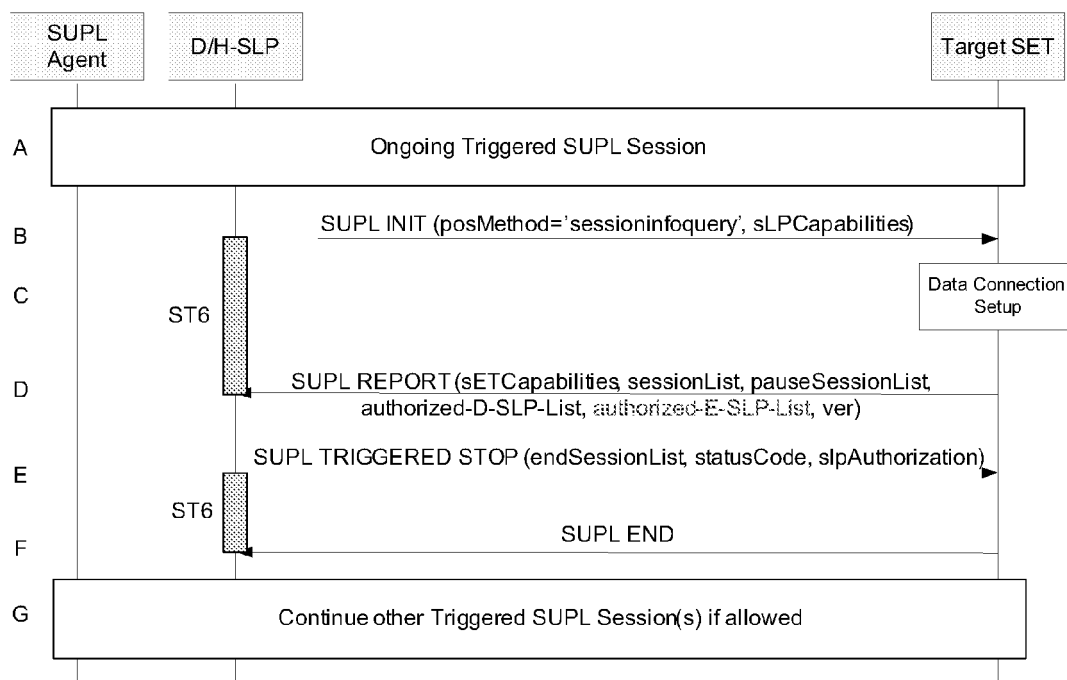 SUPL
Agent
D/H-SLP
Target SET
A
Ongoing Triggered SUPL Session
B
SUPL INIT (posMethod='sessioninfoquery', sLPCapabilities)
C
Data Connection
Setup
ST6
D
SUPL REPORT (sETCapabilities, sessionList, pauseSessionList,
authorized-D-SLP-List, authorized-E-SLP-List, ver)
E
SUPL TRIGGERED STOP (endSessionList, statusCode, slpAuthorization)
ST6
F
SUPL END
G
Continue other Triggered SUPL Session(s) if allowed